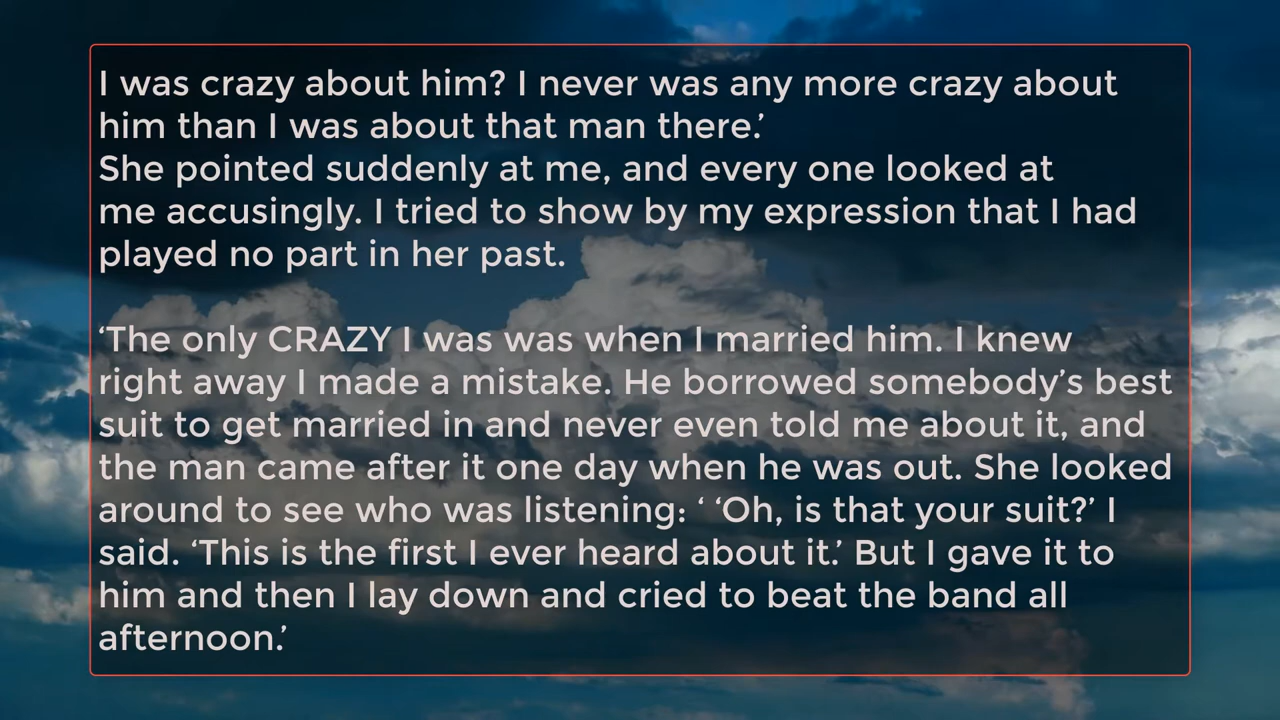 I was crazy about him? I never was any more crazy about
him than I was about that man there.’
She pointed suddenly at me, and every one looked at
me accusingly. I tried to show by my expression that I had
played no part in her past.
‘The only CRAZY I was was when I married him. I knew
right away I made a mistake. He borrowed somebody’s best
suit to get married in and never even told me about it, and
the man came after it one day when he was out. She looked
around to see who was listening: ‘ ‘Oh, is that your suit?’ I
said. ‘This is the first I ever heard about it.’ But I gave it to
him and then I lay down and cried to beat the band all
afternoon.’